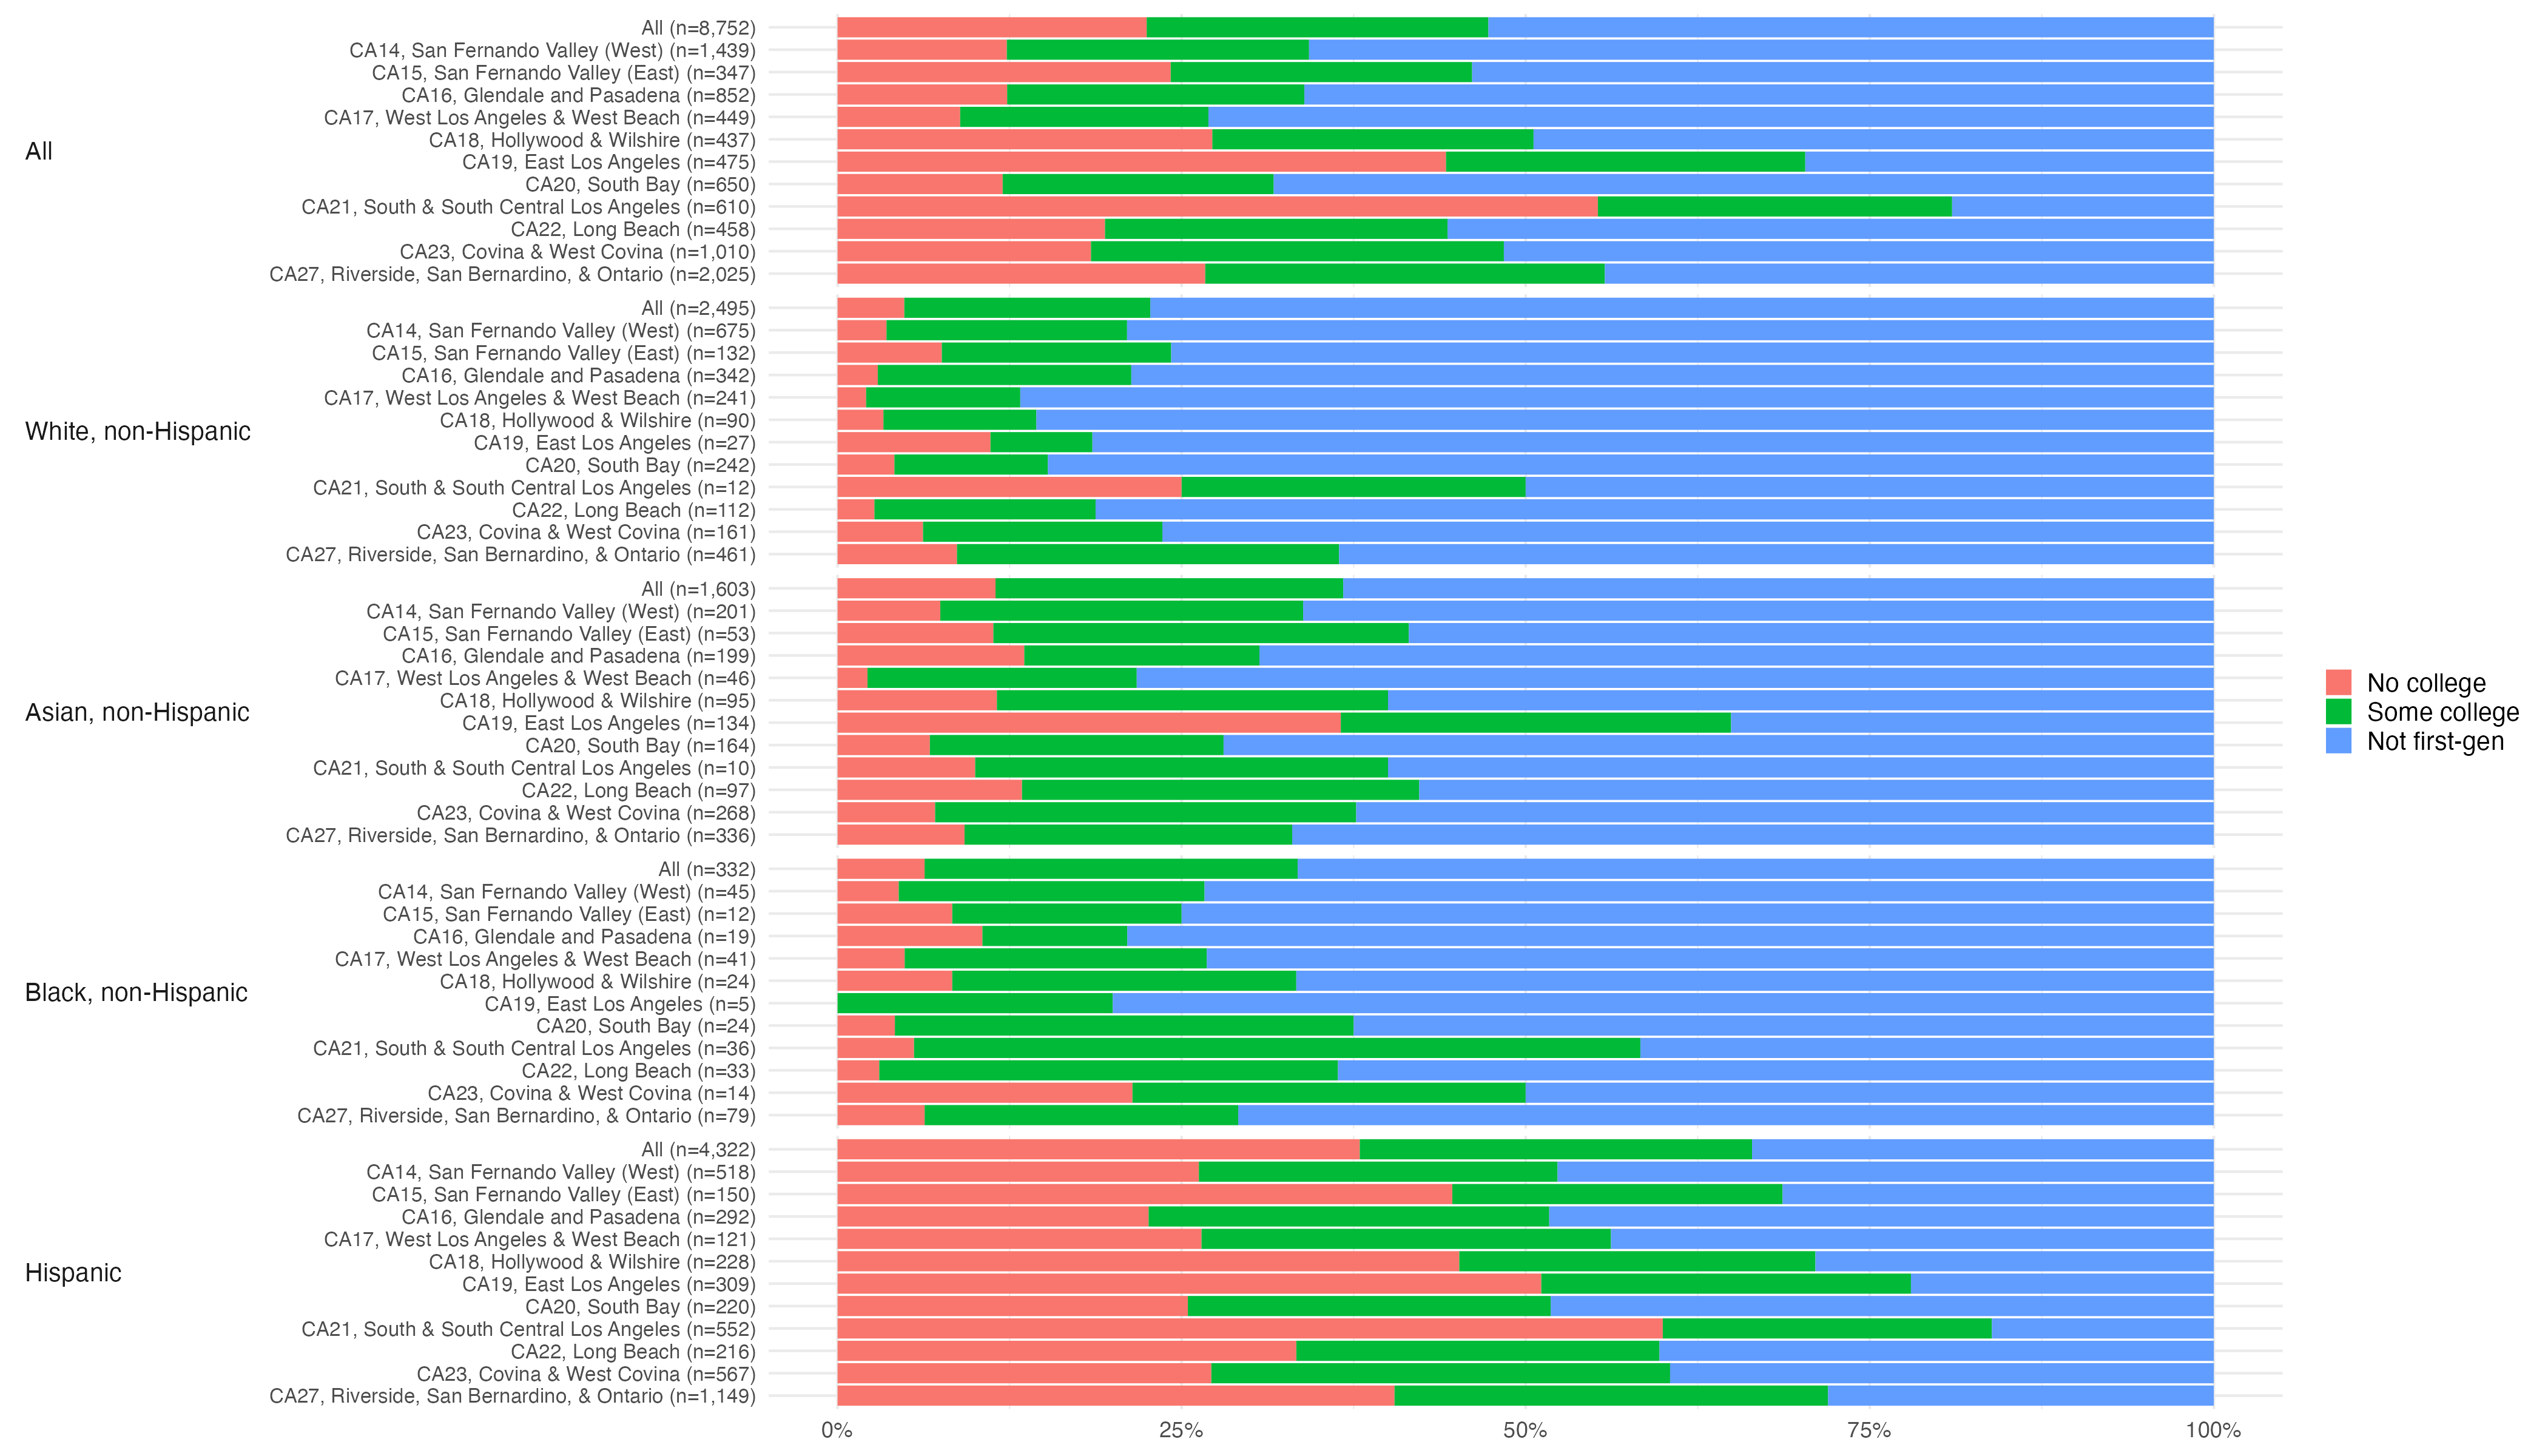 All
All (n=8,752)
CA14, San Fernando Valley (West) (n=1,439)
CA15, San Fernando Valley (East) (n=347)
CA16, Glendale and Pasadena (n=852)
CA17, West Los Angeles & West Beach (n=449)
CA18, Hollywood & Wilshire (n=437)
CA19, East Los Angeles (n=475)
CA20, South Bay (n=650)
CA21, South & South Central Los Angeles (n=610)
CA22, Long Beach (n=458)
CA23, Covina & West Covina (n=1,010)
CA27, Riverside, San Bernardino, & Ontario (n=2,025)
White, non-Hispanic
All (n=2,495)
CA14, San Fernando Valley (West) (n=675)
CA15, San Fernando Valley (East) (n=132)
CA16, Glendale and Pasadena (n=342)
CA17, West Los Angeles & West Beach (n=241)
CA18, Hollywood & Wilshire (n=90)
CA19, East Los Angeles (n=27)
CA20, South Bay (n=242)
CA21, South & South Central Los Angeles (n=12)
CA22, Long Beach (n=112)
CA23, Covina & West Covina (n=161)
CA27, Riverside, San Bernardino, & Ontario (n=461)
Asian, non-Hispanic
All (n=1,603)
CA14, San Fernando Valley (West) (n=201)
CA15, San Fernando Valley (East) (n=53)
CA16, Glendale and Pasadena (n=199)
CA17, West Los Angeles & West Beach (n=46)
CA18, Hollywood & Wilshire (n=95)
CA19, East Los Angeles (n=134)
CA20, South Bay (n=164)
CA21, South & South Central Los Angeles (n=10)
CA22, Long Beach (n=97)
CA23, Covina & West Covina (n=268)
CA27, Riverside, San Bernardino, & Ontario (n=336)
Black, non-Hispanic
All (n=332)
CA14, San Fernando Valley (West) (n=45)
CA15, San Fernando Valley (East) (n=12)
CA16, Glendale and Pasadena (n=19)
CA17, West Los Angeles & West Beach (n=41)
CA18, Hollywood & Wilshire (n=24)
CA19, East Los Angeles (n=5)
CA20, South Bay (n=24)
CA21, South & South Central Los Angeles (n=36)
CA22, Long Beach (n=33)
CA23, Covina & West Covina (n=14)
CA27, Riverside, San Bernardino, & Ontario (n=79)
Hispanic
All (n=4,322)
CA14, San Fernando Valley (West) (n=518)
CA15, San Fernando Valley (East) (n=150)
CA16, Glendale and Pasadena (n=292)
CA17, West Los Angeles & West Beach (n=121)
CA18, Hollywood & Wilshire (n=228)
CA19, East Los Angeles (n=309)
CA20, South Bay (n=220)
CA21, South & South Central Los Angeles (n=552)
CA22, Long Beach (n=216)
CA23, Covina & West Covina (n=567)
CA27, Riverside, San Bernardino, & Ontario (n=1,149)
0% 25% 50% 75% 100%
No college
Some college
Not first-gen